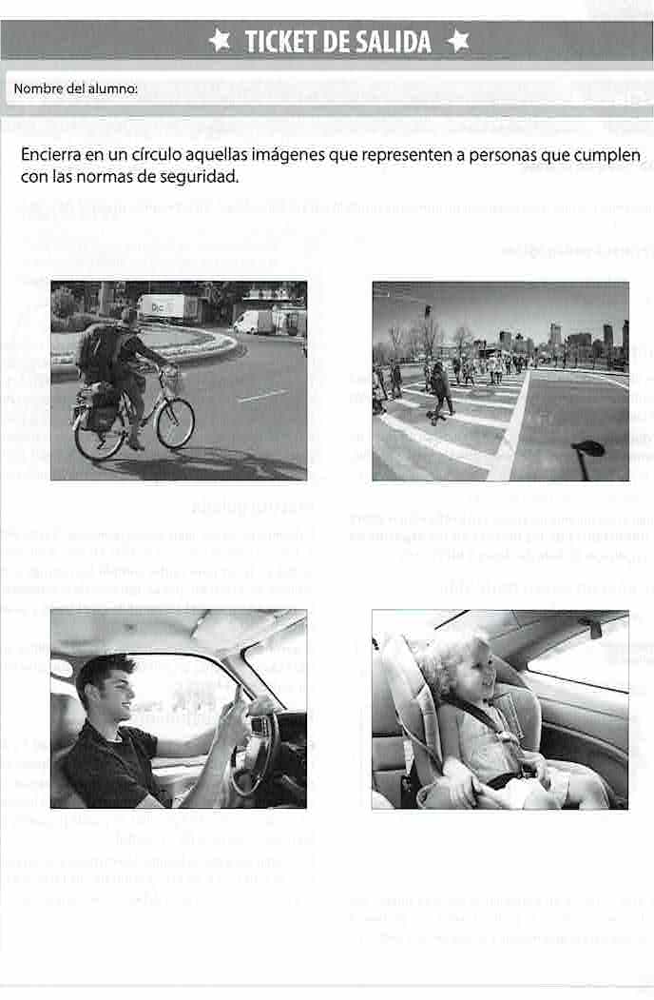 TICKET DE SALIDA
Nombre del alumno:
Encierra en un círculo aquellas imágenes que representen a personas que cumplen
con las normas de seguridad.